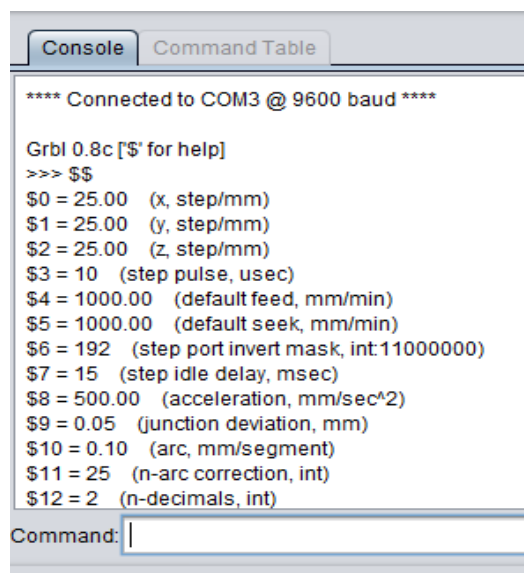 Console
Command Table
**** Connected to COM3 @ 9600 baud ****
Grbl 0.8c ['$' for help]
>>> $$
$0 = 25.00 (x, step/mm)
$1 = 25.00 (y, step/mm)
$2 = 25.00 (z, step/mm)
$3 = 10 (step pulse, usec)
$4 = 1000.00 (default feed, mm/min)
$5 = 1000.00 (default seek, mm/min)
$6 = 192 (step port invert mask, int:11000000)
$7 = 15 (step idle delay, msec)
$8 = 500.00 (acceleration, mm/sec^2)
$9 = 0.05 (junction deviation, mm)
$10 = 0.10 (arc, mm/segment)
$11 = 25 (n-arc correction, int)
$12 = 2 (n-decimals, int)
Command: